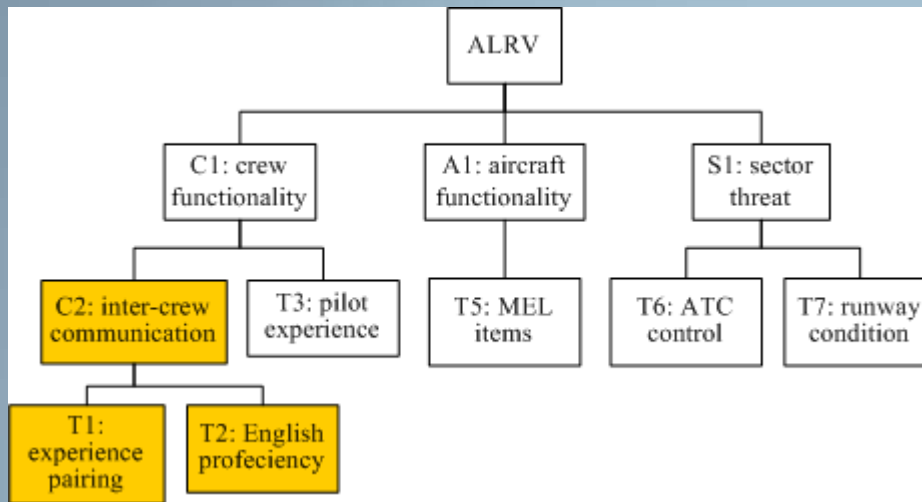 ALRV
C1: crew
functionality
A1: aircraft
functionality
S1: sector
threat
C2: inter-crew
communication
T3: pilot
experience
T5: MEL
items
T6: ATC
control
T7: runway
condition
T1:
experience
pairing
T2: English
profeciency